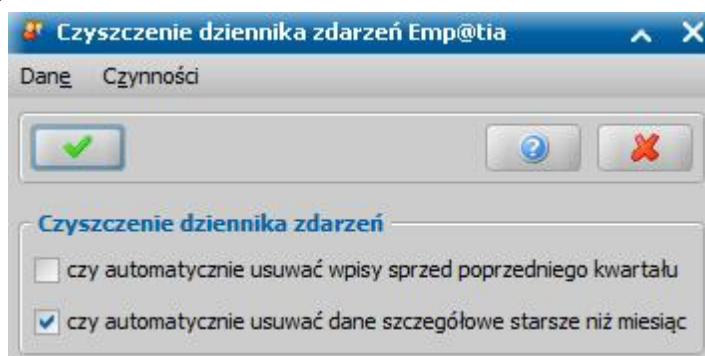 Czyszczenie dziennika zdarzeń Emp@tia
Dane Czynności
Czyszczenie dziennika zdarzeń
czy automatycznie usuwać wpisy sprzed poprzedniego kwartału
czy automatycznie usuwać dane szczegółowe starsze niż miesiąc